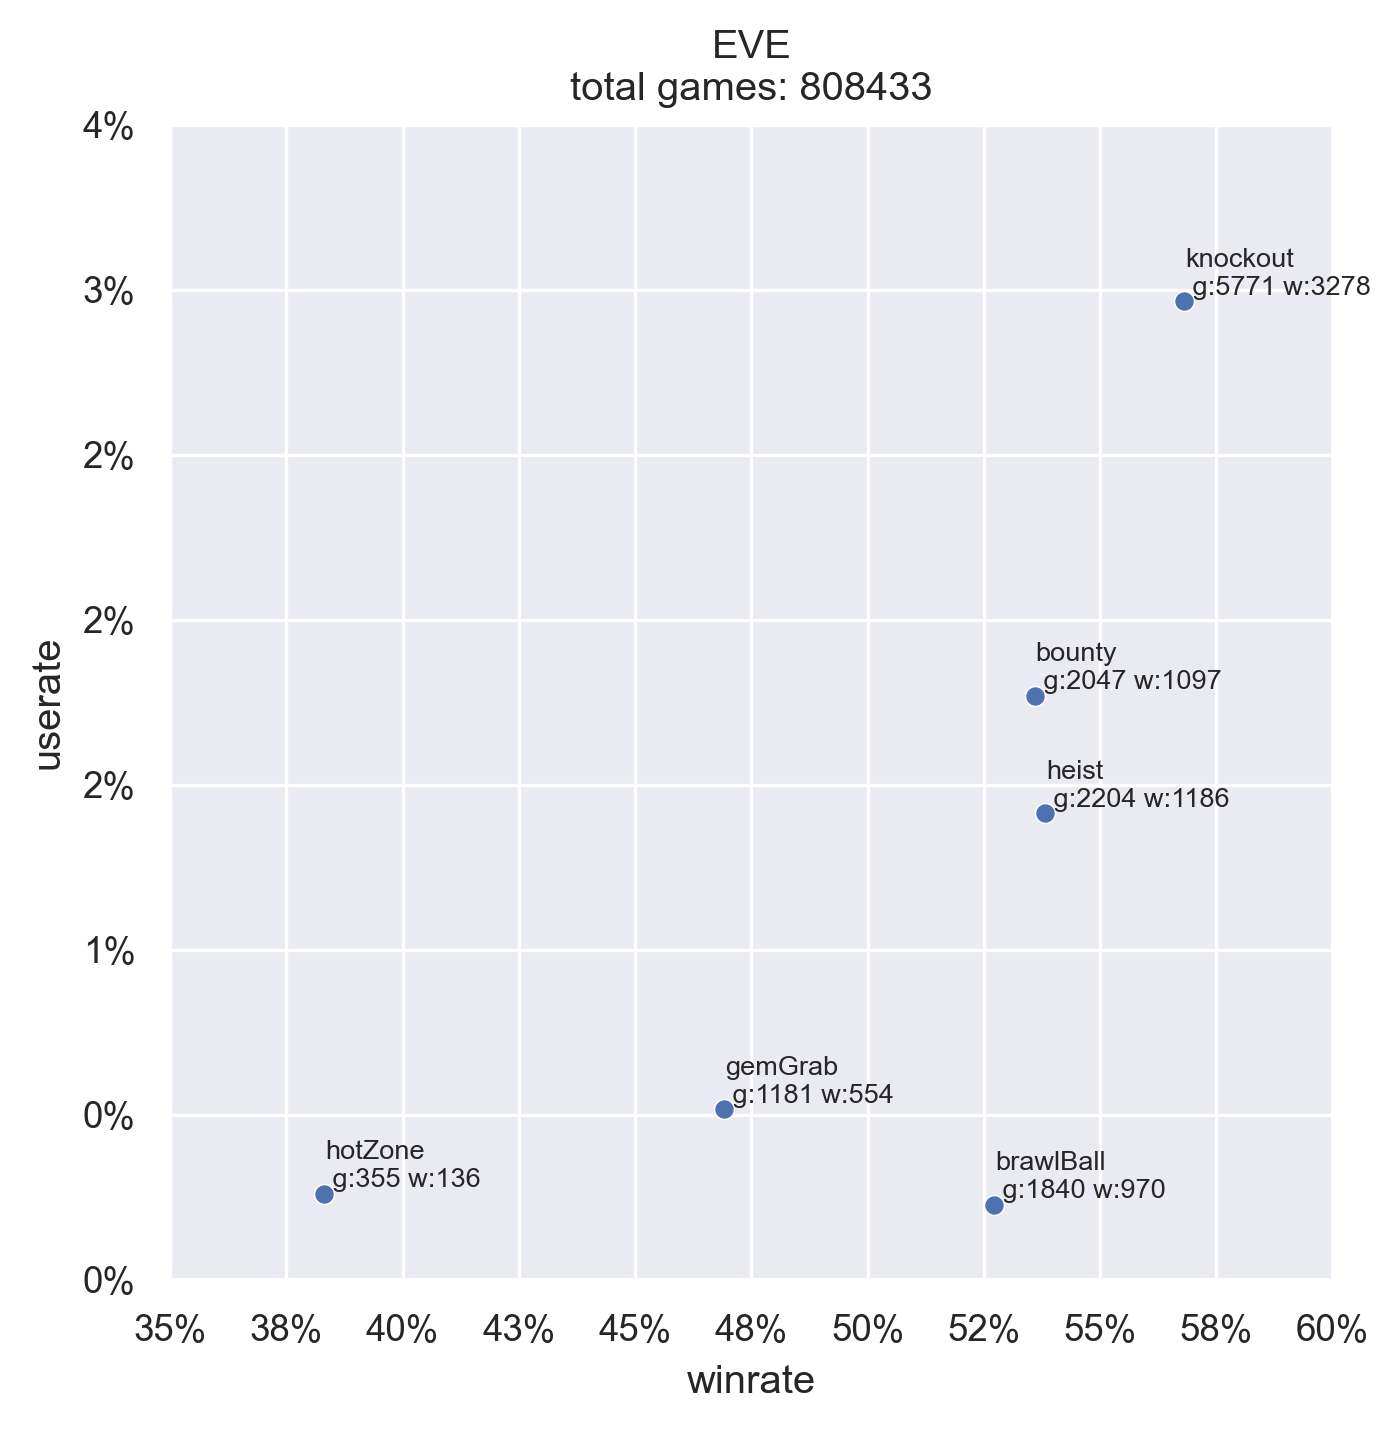 EVE
total games: 808433
4%
3%
2%
2%
2%
1%
0%
0%
userate
knockout
g:5771 w:3278
bounty
g:2047 w:1097
heist
g:2204 w:1186
gemGrab
g:1181 w:554
hotZone
g:355 w:136
brawlBall
g:1840 w:970
35% 38% 40% 43% 45% 48% 50% 52% 55% 58% 60%
winrate